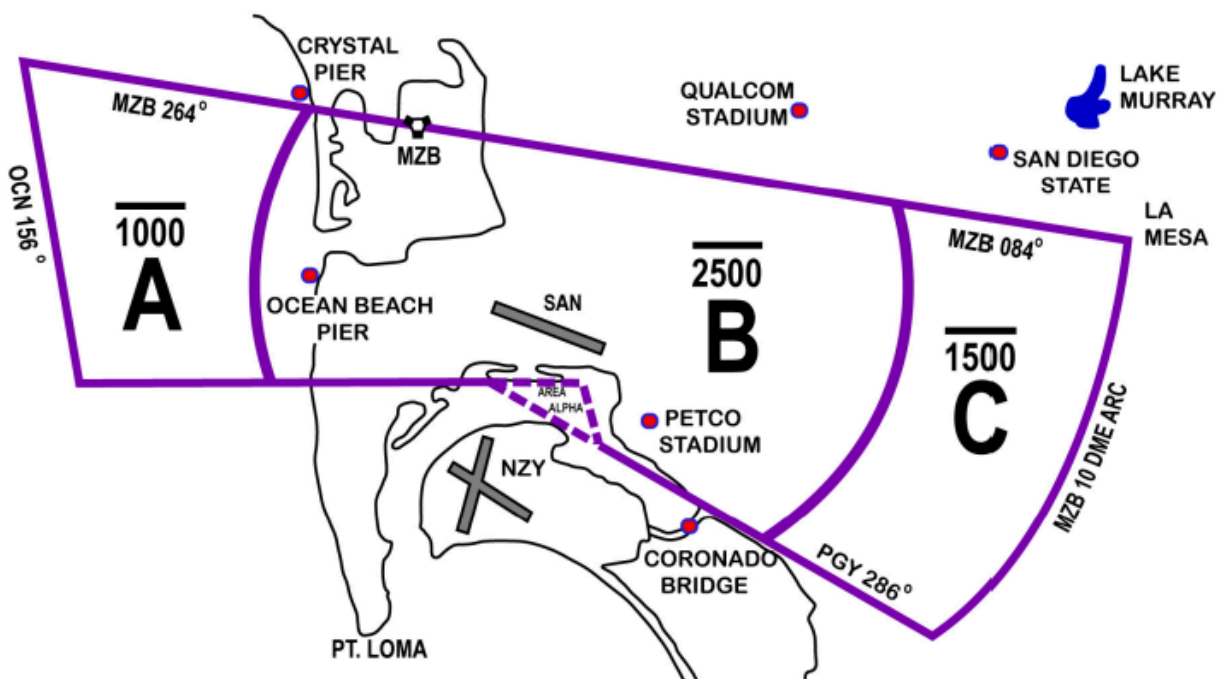 CRYSTAL
PIER
MZB 264°
MZB
QUALCOM
STADIUM
LAKE
MURRAY
SAN DIEGO
STATE
LA
MESA
MZB 084°
OCN 156°
1000
A
OCEAN BEACH
PIER
SAN
2500
B
1500
C
AREA
ALPHA
PETCO
STADIUM
NZY
MZB 10 DME ARC
CORONADO
BRIDGE
PGY 286°
PT. LOMA